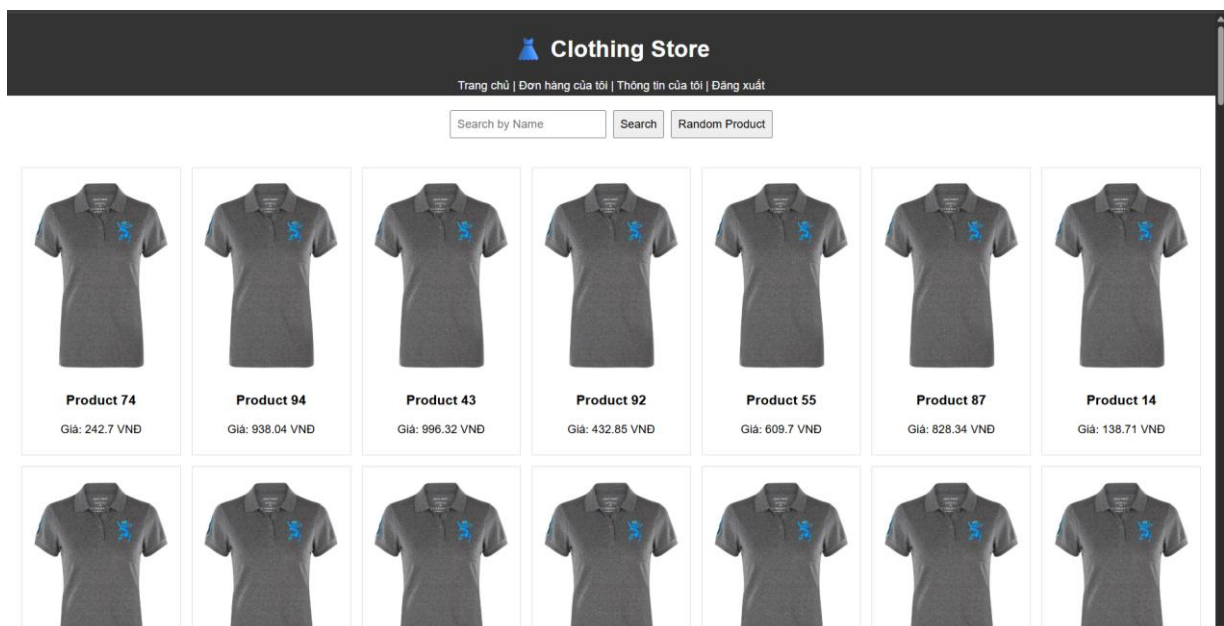 Clothing Store
Trang chủ | Đơn hàng của tôi | Thông tin của tôi | Đăng xuất
Search by Name Search Random Product
Product 74 Product 94 Product 43 Product 92 Product 55 Product 87 Product 14
Giá: 242.7 VNĐ Giá: 938.04 VNĐ Giá: 996.32 VNĐ Giá: 432.85 VNĐ Giá: 609.7 VNĐ Giá: 828.34 VNĐ Giá: 138.71 VNĐ